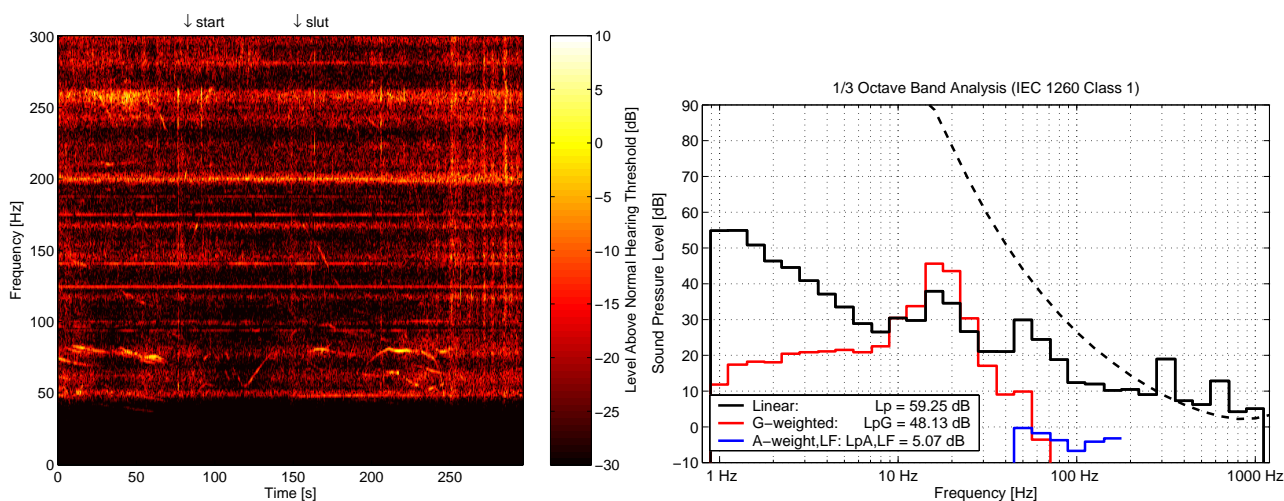 ↓ start
↓ slut
300
250
200
150
100
50
0
Frequency [Hz]
0
50
100
150
200
250
Time [s]
10
5
0
−5
−10
−15
−20
−25
−30
Level Above Normal Hearing Threshold [dB]
1/3 Octave Band Analysis (IEC 1260 Class 1)
90
80
70
60
50
40
30
20
10
0
−10
Sound Pressure Level [dB]
Linear: Lp = 59.25 dB
G-weighted: LpG = 48.13 dB
A-weight,LF: LpA,LF = 5.07 dB
1 Hz
10 Hz
100 Hz
1000 Hz
Frequency [Hz]